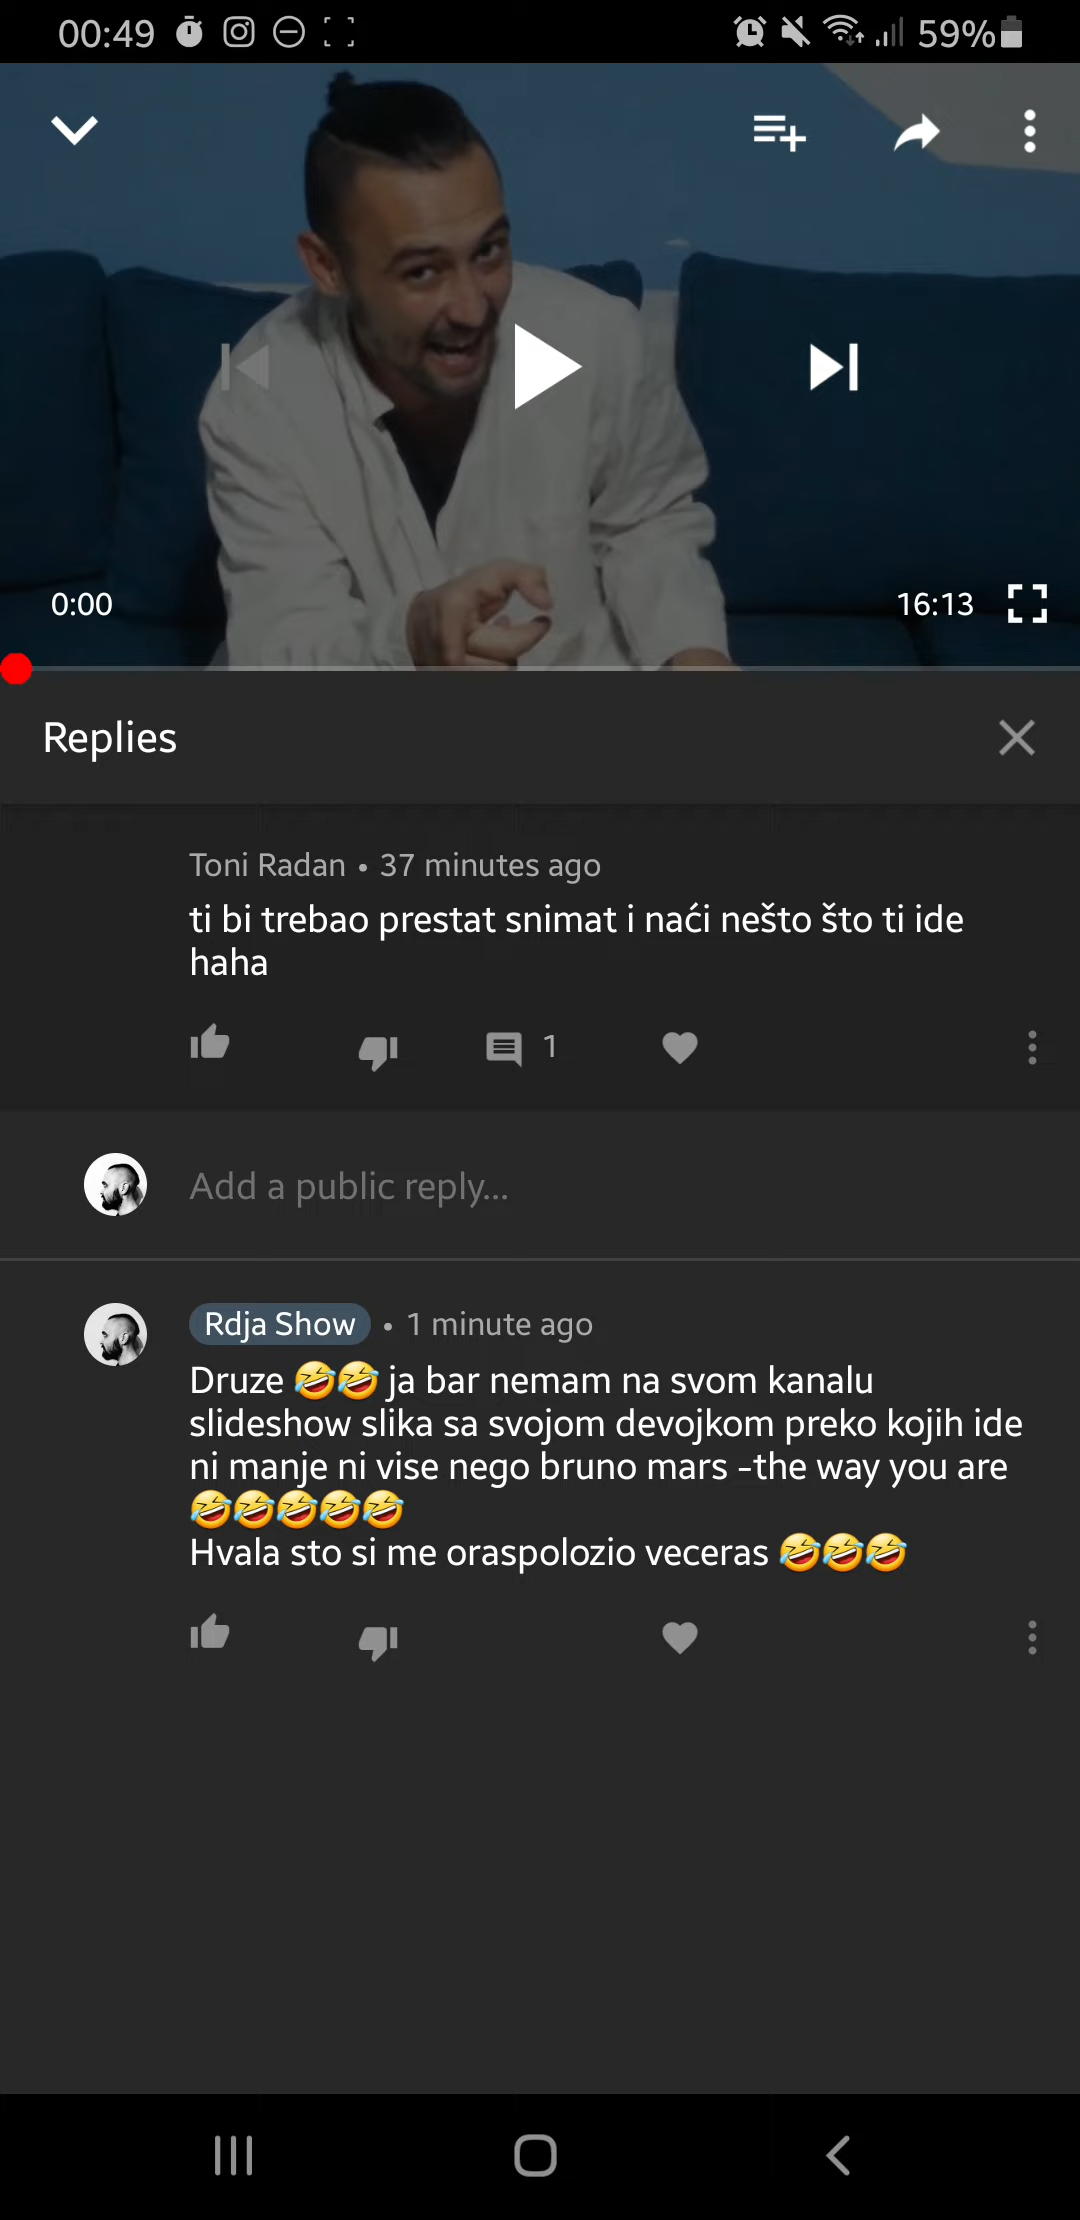 00:49 59%
0:00 16:13
Replies
Toni Radan • 37 minutes ago
ti bi trebao prestat snimat i naći nešto što ti ide
haha
1
Add a public reply...
Rdja Show • 1 minute ago
Druze 🤣🤣 ja bar nemam na svom kanalu
slideshow slika sa svojom devojkom preko kojih ide
ni manje ni vise nego bruno mars -the way you are
🤣🤣🤣🤣🤣
Hvala sto si me oraspolozio veceras 🤣🤣🤣